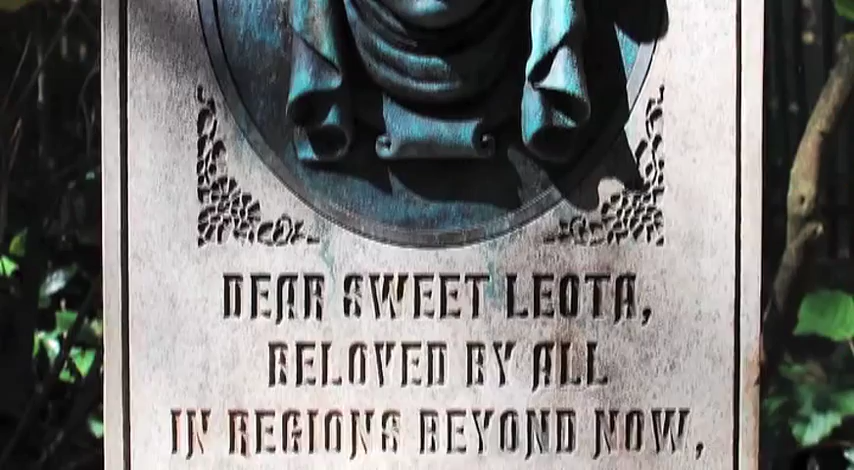 DEAR SWEET LEOTA,
BELOVED BY ALL
IN REGIONS BEYOND NOW,